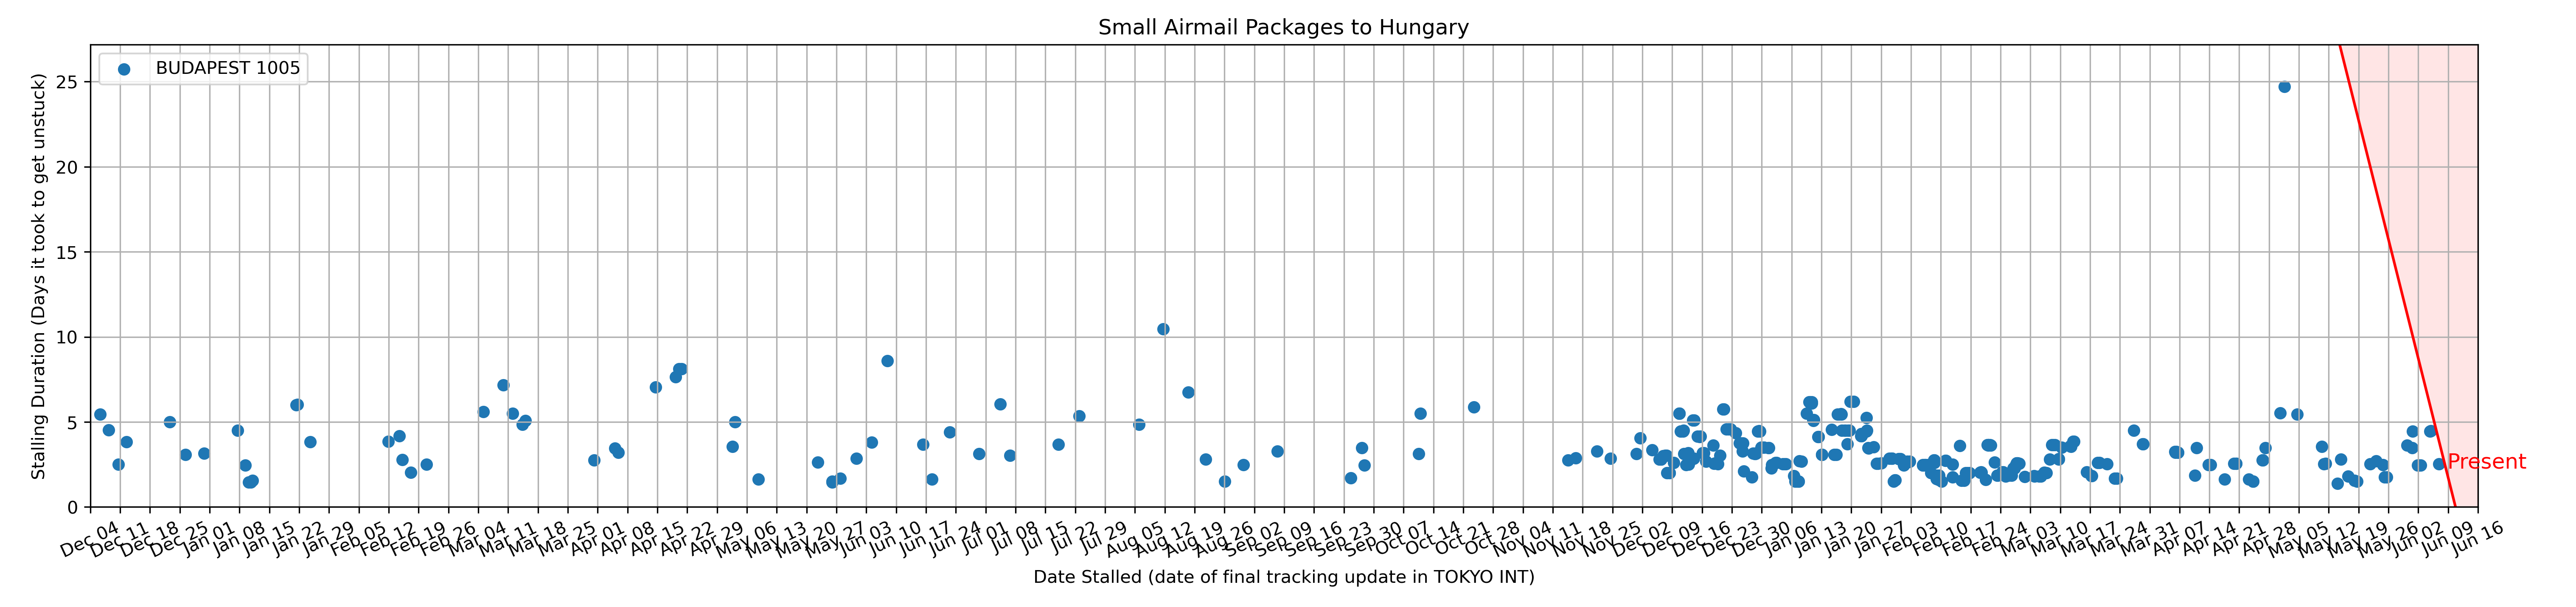 Small Airmail Packages to Hungary
BUDAPEST 1005
Stalling Duration (Days it took to get unstuck)
25
20
15
10
5
0
Present
Dec 04
Dec 11
Dec 18
Dec 25
Jan 01
Jan 08
Jan 15
Jan 22
Jan 29
Feb 05
Feb 12
Feb 19
Feb 26
Mar 04
Mar 11
Mar 18
Mar 25
Apr 01
Apr 08
Apr 15
Apr 22
Apr 29
May 06
May 13
May 20
May 27
Jun 03
Jun 10
Jun 17
Jun 24
Jul 01
Jul 08
Jul 15
Jul 22
Jul 29
Aug 05
Aug 12
Aug 19
Aug 26
Sep 02
Sep 09
Sep 16
Sep 23
Sep 30
Oct 07
Oct 14
Oct 21
Oct 28
Nov 04
Nov 11
Nov 18
Nov 25
Dec 02
Dec 09
Dec 16
Dec 23
Dec 30
Jan 06
Jan 13
Jan 20
Jan 27
Feb 03
Feb 10
Feb 17
Feb 24
Mar 03
Mar 10
Mar 17
Mar 24
Mar 31
Apr 07
Apr 14
Apr 21
Apr 28
May 05
May 12
May 19
May 26
Jun 02
Jun 09
Jun 16
Date Stalled (date of final tracking update in TOKYO INT)